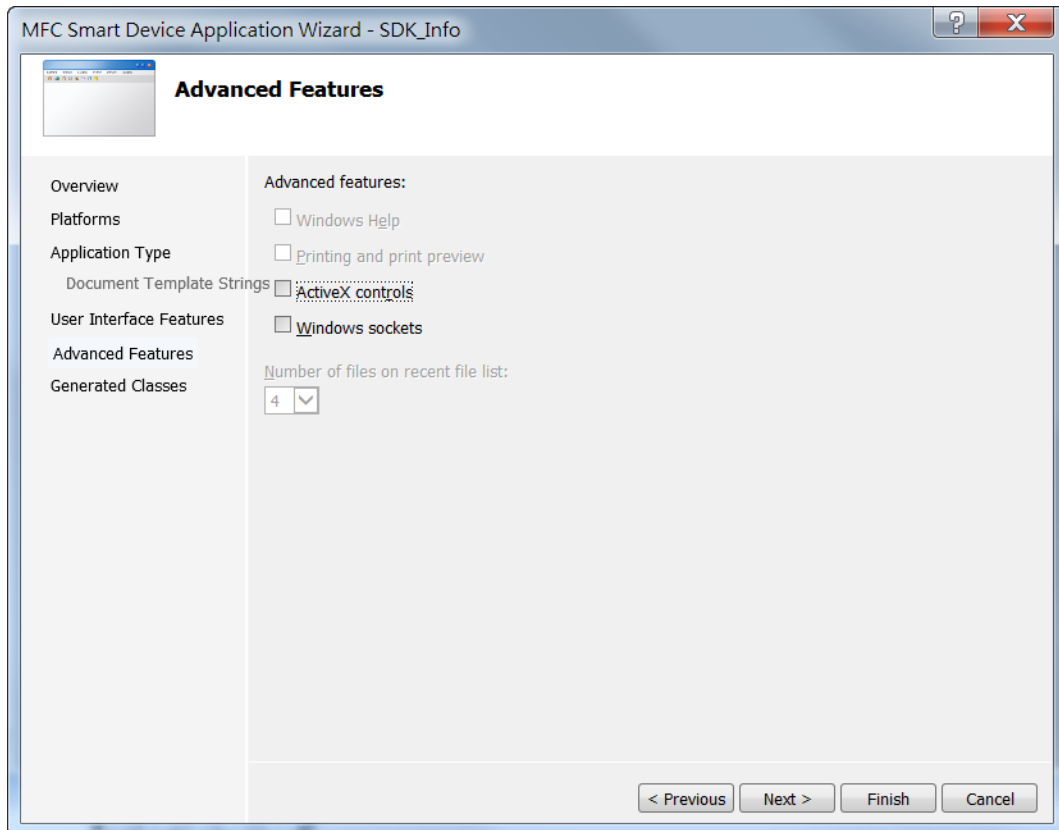 MFC Smart Device Application Wizard - SDK_Info
Advanced Features
Overview
Platforms
Application Type
Document Template Strings
User Interface Features
Advanced Features
Generated Classes
Advanced features:
Windows Help
Printing and print preview
ActiveX controls
Windows sockets
Number of files on recent file list:
4
< Previous
Next >
Finish
Cancel